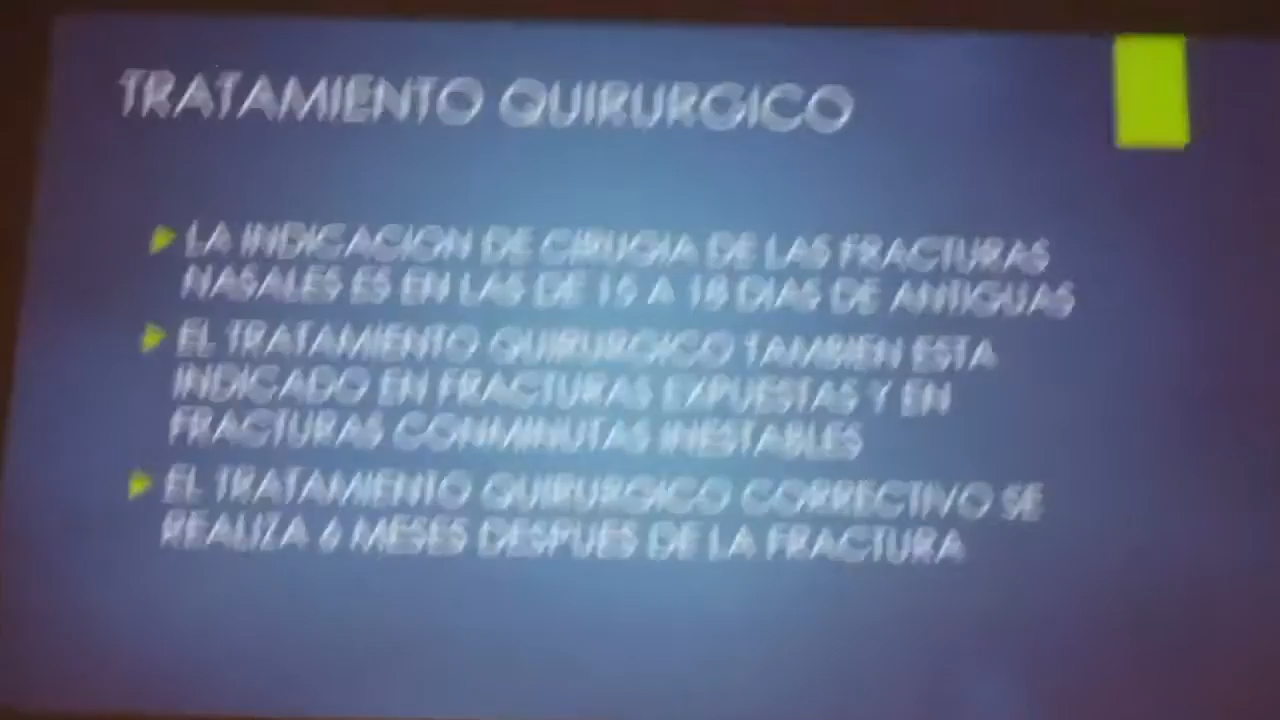 TRATAMIENTO QUIRURGICO
LA INDICACION DE CIRUGIA DE LAS FRACTURAS
NASALES ES EN LAS DE A 18 DIAS DE ANTIGUAS
EL TRATAMIENTO QUIRURGICO TAMBIEN ESTA
INDICADO EN FRACTURAS EXPUESTAS Y EN
FRACTURAS CONMINUTAS INESTABLES
EL TRATAMIENTO QUIRURGICO CORRECTIVO SE
REALIZA 6 MESES DESPUES DE LA FRACTURA